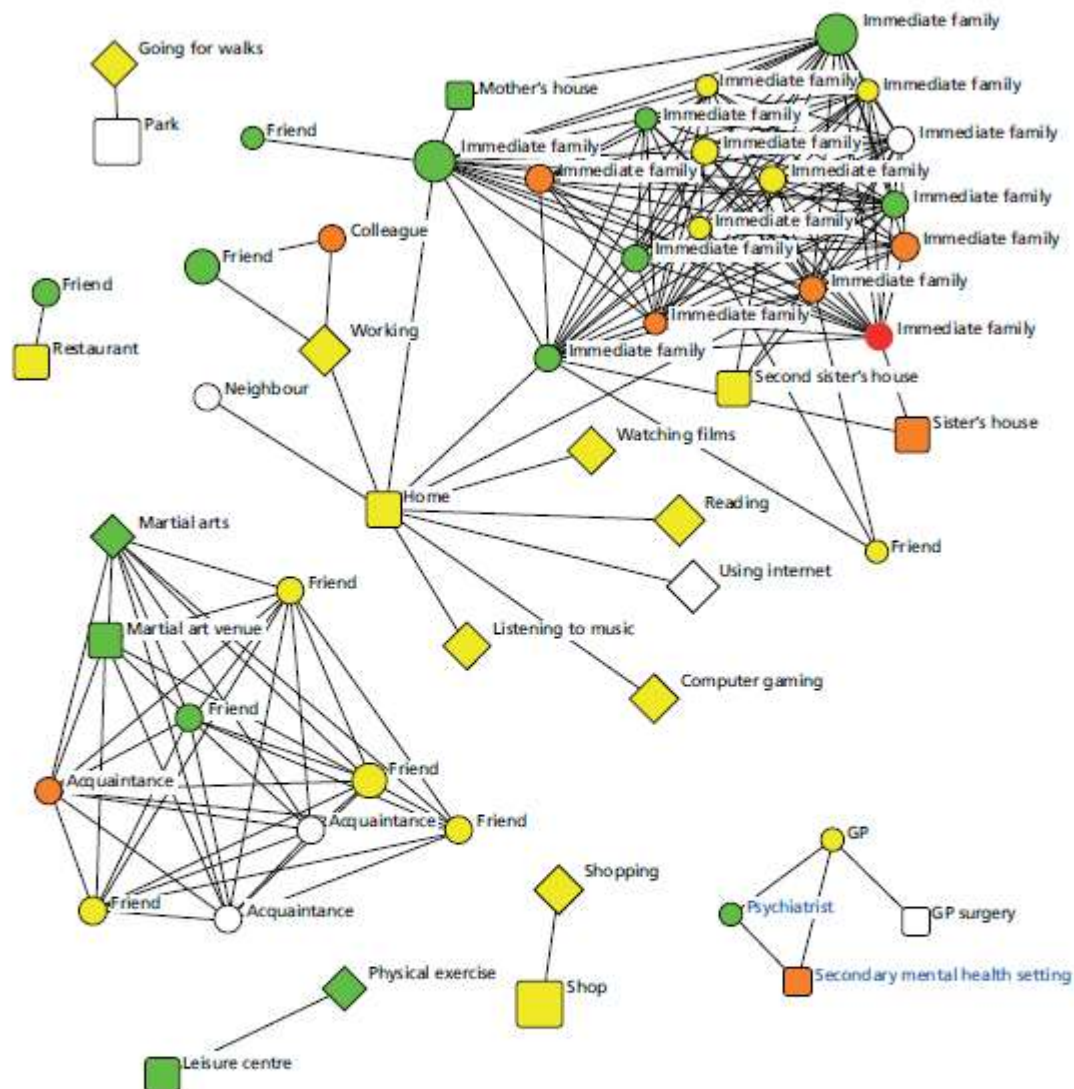 Immediate family
Going for walks
Mother's house
Immediate family
Immediate family
Immediate family
Park
Friend
Immediate family
Immediate family
Immediate family
Immediate family
Immediate family
Immediate family
Colleague
Immediate family
Immediate family
Friend
Immediate family
Immediate family
Friend
Immediate family
Working
Immediate family
Restaurant
Immediate family
Immediate family
Neighbour
Second sister's house
Sister's house
Watching films
Home
Reading
Martial arts
Friend
Using internet
Friend
Martial art venue
Listening to music
Computer gaming
Friend
Friend
Acquaintance
Acquaintance
Friend
GP
Shopping
Friend
Psychiatrist
Acquaintance
GP surgery
Physical exercise
Secondary mental health setting
Shop
Leisure centre